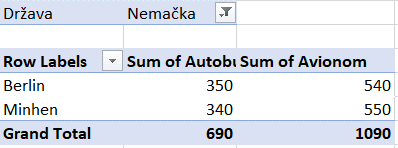 Država Nemačka
Row Labels Sum of Autobu Sum of Avionom
Berlin 350 540
Minhen 340 550
Grand Total 690 1090